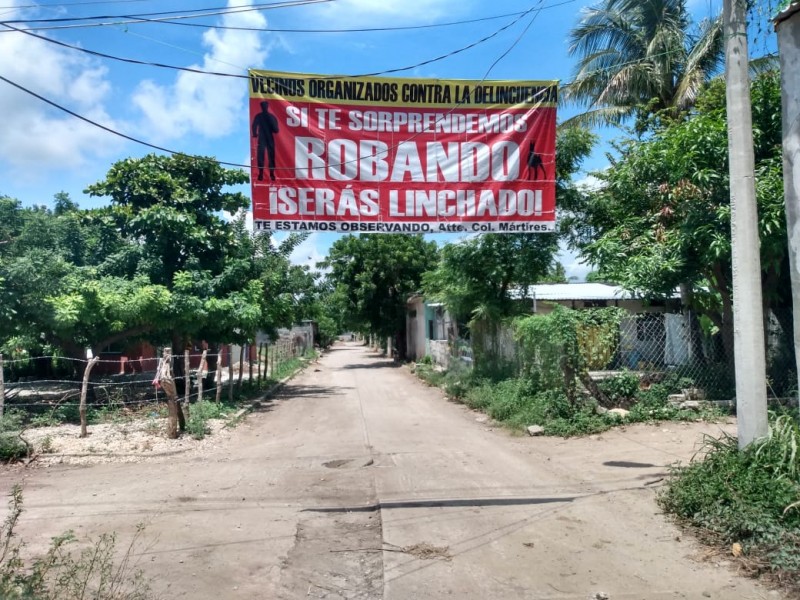 VECINOS ORGANIZADOS CONTRA LA DELINCUENCIA
SI TE SORPRENDEMOS
ROBANDO
¡SERÁS LINCHADO!
TE ESTAMOS OBSERVANDO, Atte. Col. Mártires.